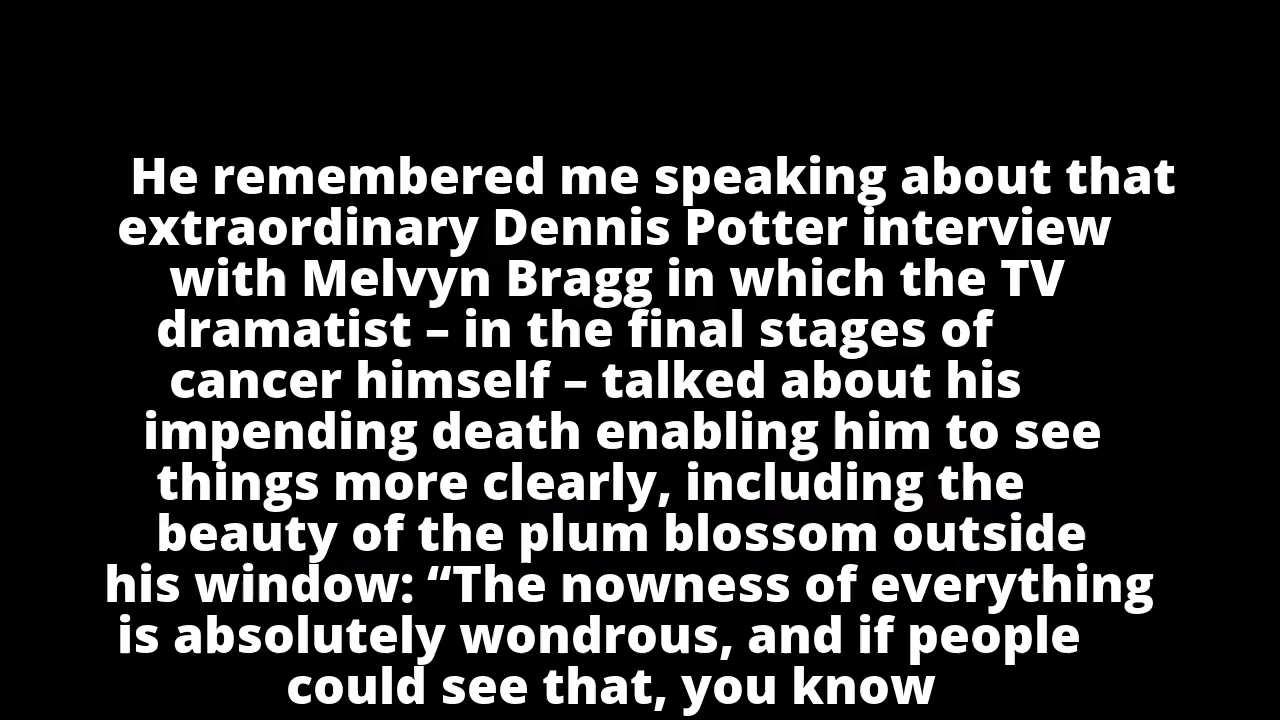 He remembered me speaking about that
extraordinary Dennis Potter interview
with Melvyn Bragg in which the TV
dramatist – in the final stages of
cancer himself – talked about his
impending death enabling him to see
things more clearly, including the
beauty of the plum blossom outside
his window: “The nowness of everything
is absolutely wondrous, and if people
could see that, you know